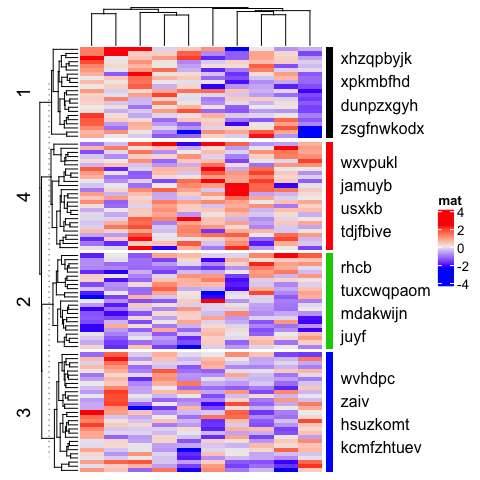 1
xhzqpbyjk
xpkmbfhd
dunpzxgyh
zsgfnwkodx
4
wxvpukl
jamuyb
usxkb
tdjfbive
2
rhcb
tuxcwqpaom
mdakwijn
juyf
3
wvhdpc
zaiv
hsuzkomt
kcmfzhtuev
mat
4
2
0
-2
-4